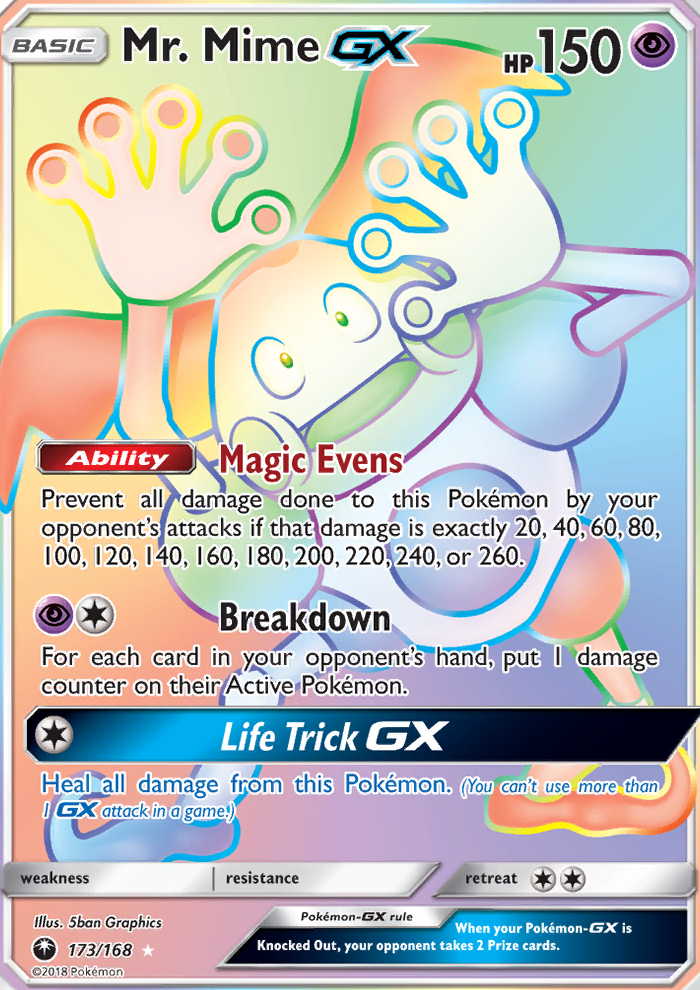 BASIC Mr. Mime GX HP 150
Ability Magic Evens
Prevent all damage done to this Pokémon by your
opponent's attacks if that damage is exactly 20, 40, 60, 80,
100, 120, 140, 160, 180, 200, 220, 240, or 260.
Breakdown
For each card in your opponent's hand, put 1 damage
counter on their Active Pokémon.
Life Trick GX
Heal all damage from this Pokémon. (You can't use more than
1 GX attack in a game.)
weakness resistance retreat
Illus. 5ban Graphics
173/168
©2018 Pokémon
Pokémon-GX rule
When your Pokémon-GX is
Knocked Out, your opponent takes 2 Prize cards.